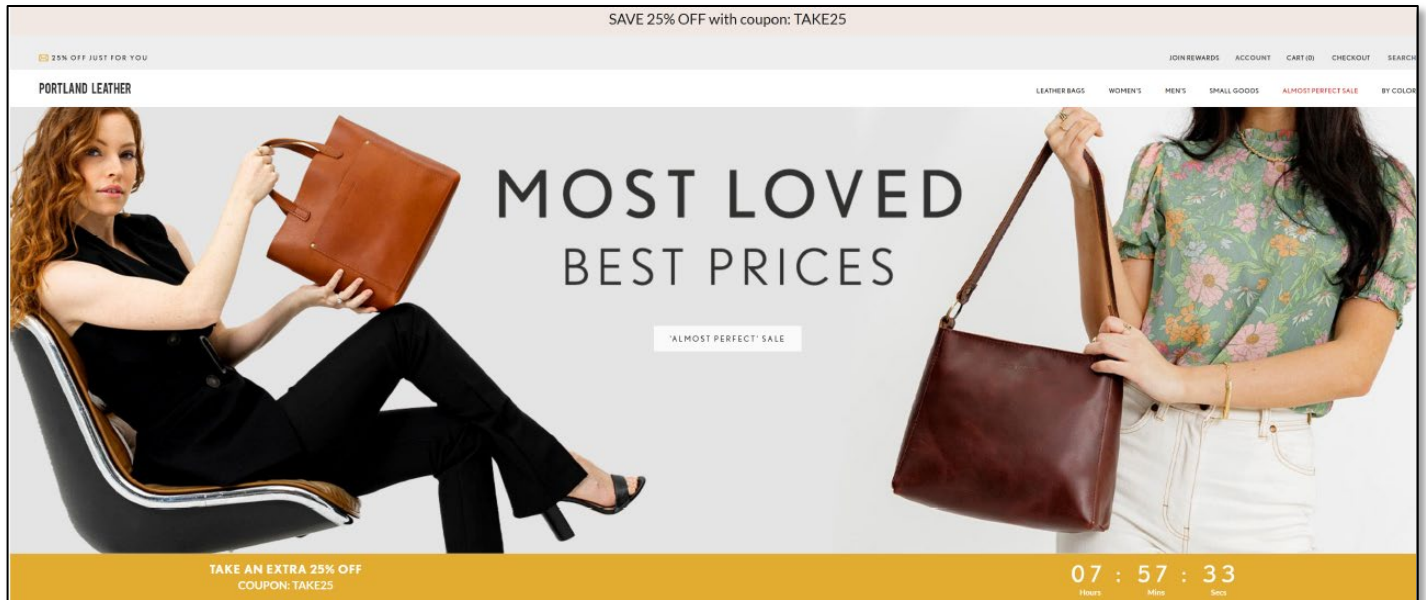 SAVE 25% OFF with coupon: TAKE25
25% OFF JUST FOR YOU
JOIN REWARDS ACCOUNT CART (0) CHECKOUT SEARCH
PORTLAND LEATHER
LEATHER BAGS WOMEN'S MEN'S SMALL GOODS ALMOST PERFECT SALE BY COLOR
MOST LOVED
BEST PRICES
'ALMOST PERFECT' SALE
TAKE AN EXTRA 25% OFF
COUPON: TAKE25
07 : 57 : 33
Hours Mins Secs